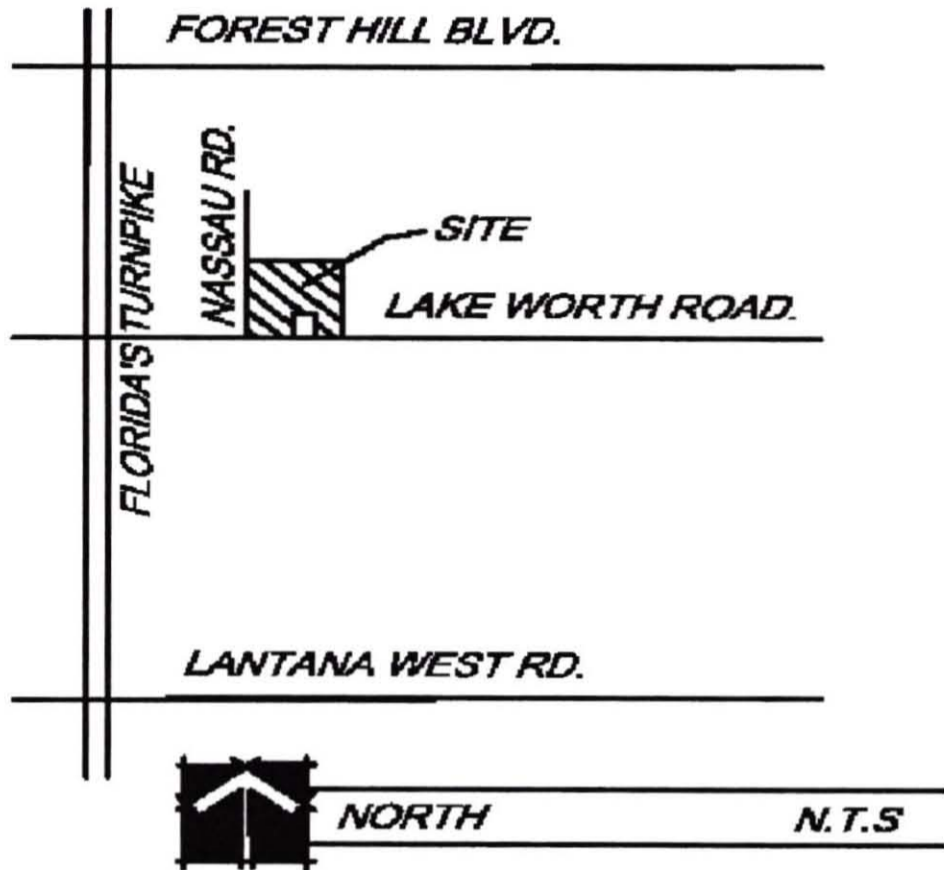 FOREST HILL BLVD.
FLORIDA'S TURNPIKE
NASSAU RD.
SITE
LAKE WORTH ROAD.
LANTANA WEST RD.
NORTH
N.T.S